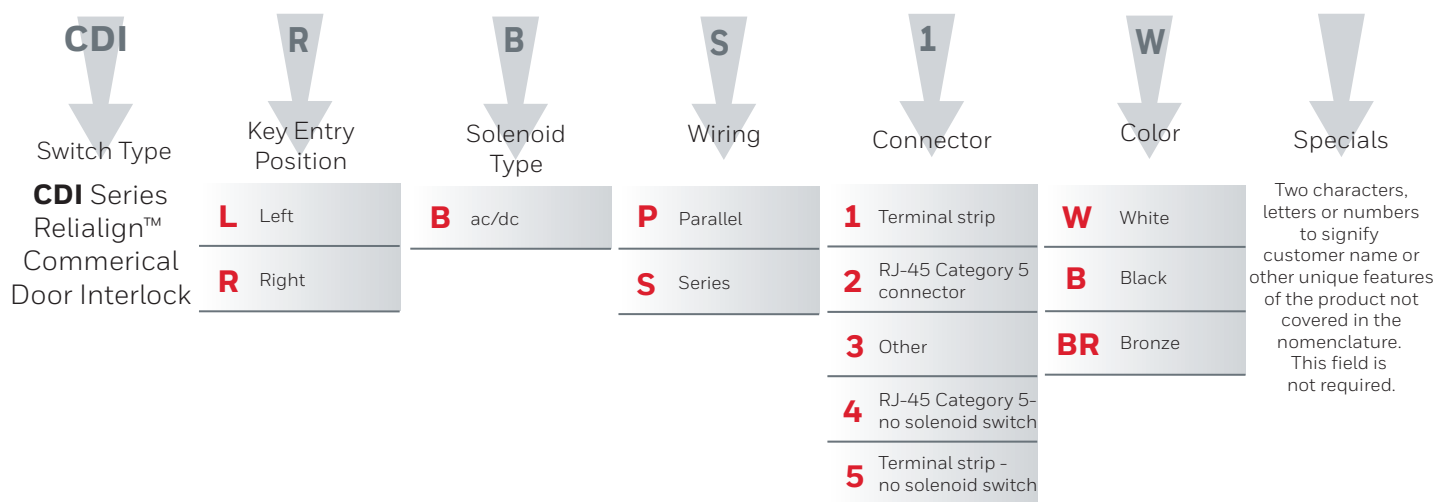 CDI
R
B
S
1
W
Switch Type
CDI Series
Relialign™
Commerical
Door Interlock
Key Entry
Position
L Left
R Right
Solenoid
Type
B ac/dc
Wiring
P Parallel
S Series
Connector
1 Terminal strip
2 RJ-45 Category 5
connector
3 Other
4 RJ-45 Category 5-
no solenoid switch
5 Terminal strip -
no solenoid switch
Color
W White
B Black
BR Bronze
Specials
Two characters,
letters or numbers
to signify
customer name or
other unique features
of the product not
covered in the
nomenclature.
This field is
not required.